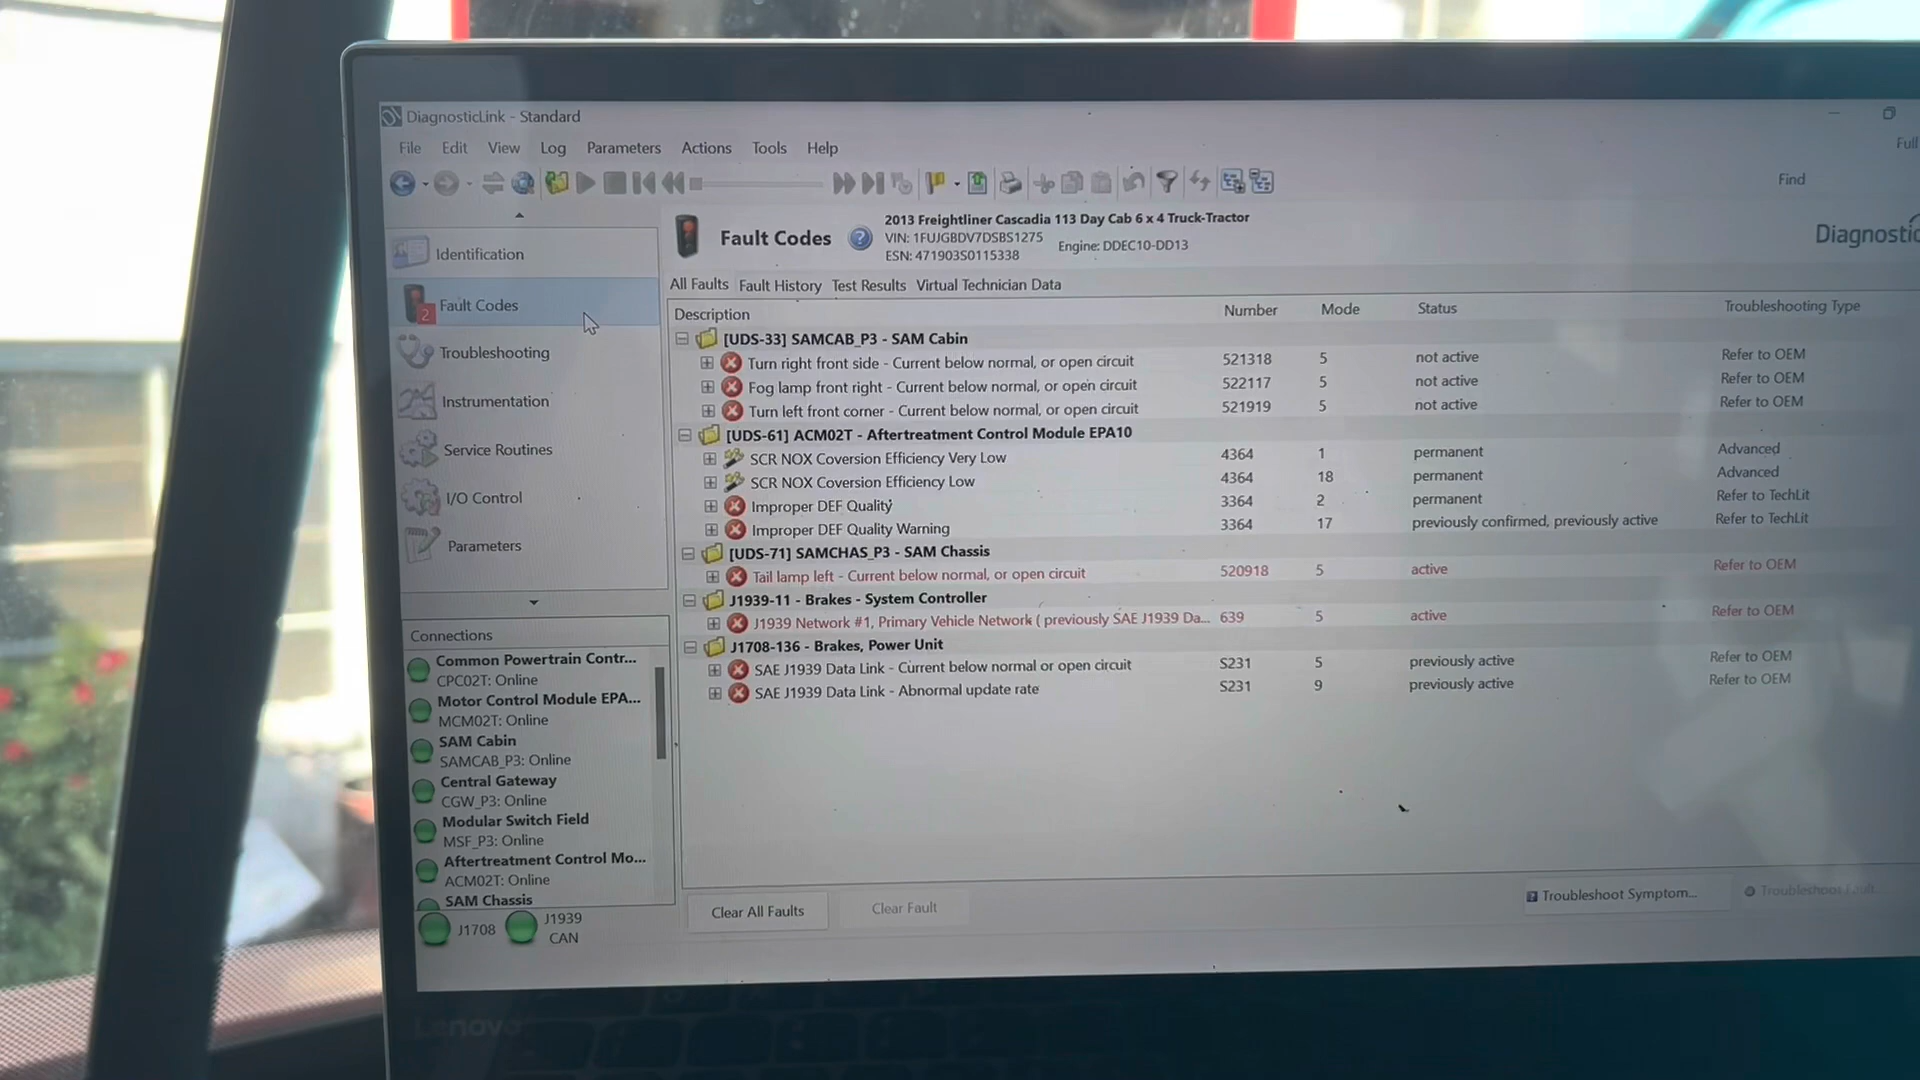 DiagnosticLink - Standard
File Edit View Log Parameters Actions Tools Help
Full
Find
Identification
2 Fault Codes
Troubleshooting
Instrumentation
Service Routines
I/O Control
Parameters
Fault Codes
2013 Freightliner Cascadia 113 Day Cab 6 x 4 Truck-Tractor
VIN: 1FUJGBDV7DSBS1275
Engine: DDEC10-DD13
ESN: 471903S0115338
Diagnostic
All Faults Fault History Test Results Virtual Technician Data
Description Number Mode Status Troubleshooting Type
[UDS-33] SAMCAB_P3 - SAM Cabin
Turn right front side - Current below normal, or open circuit 521318 5 not active Refer to OEM
Fog lamp front right - Current below normal, or open circuit 522117 5 not active Refer to OEM
Turn left front corner - Current below normal, or open circuit 521919 5 not active Refer to OEM
[UDS-61] ACM02T - Aftertreatment Control Module EPA10
SCR NOX Coversion Efficiency Very Low 4364 1 permanent Advanced
SCR NOX Coversion Efficiency Low 4364 18 permanent Advanced
Improper DEF Quality 3364 2 permanent Refer to TechLit
Improper DEF Quality Warning 3364 17 previously confirmed, previously active Refer to TechLit
[UDS-71] SAMCHAS_P3 - SAM Chassis
Tail lamp left - Current below normal, or open circuit 520918 5 active Refer to OEM
J1939-11 - Brakes - System Controller
J1939 Network #1, Primary Vehicle Network ( previously SAE J1939 Da... 639 5 active Refer to OEM
J1708-136 - Brakes, Power Unit
SAE J1939 Data Link - Current below normal or open circuit S231 5 previously active Refer to OEM
SAE J1939 Data Link - Abnormal update rate S231 9 previously active Refer to OEM
Connections
Common Powertrain Contr...
CPC02T: Online
Motor Control Module EPA...
MCM02T: Online
SAM Cabin
SAMCAB_P3: Online
Central Gateway
CGW_P3: Online
Modular Switch Field
MSF_P3: Online
Aftertreatment Control Mo...
ACM02T: Online
SAM Chassis
J1708
J1939
CAN
Clear All Faults Clear Fault
Troubleshoot Symptom... Troubleshoot Fault...
Lenovo